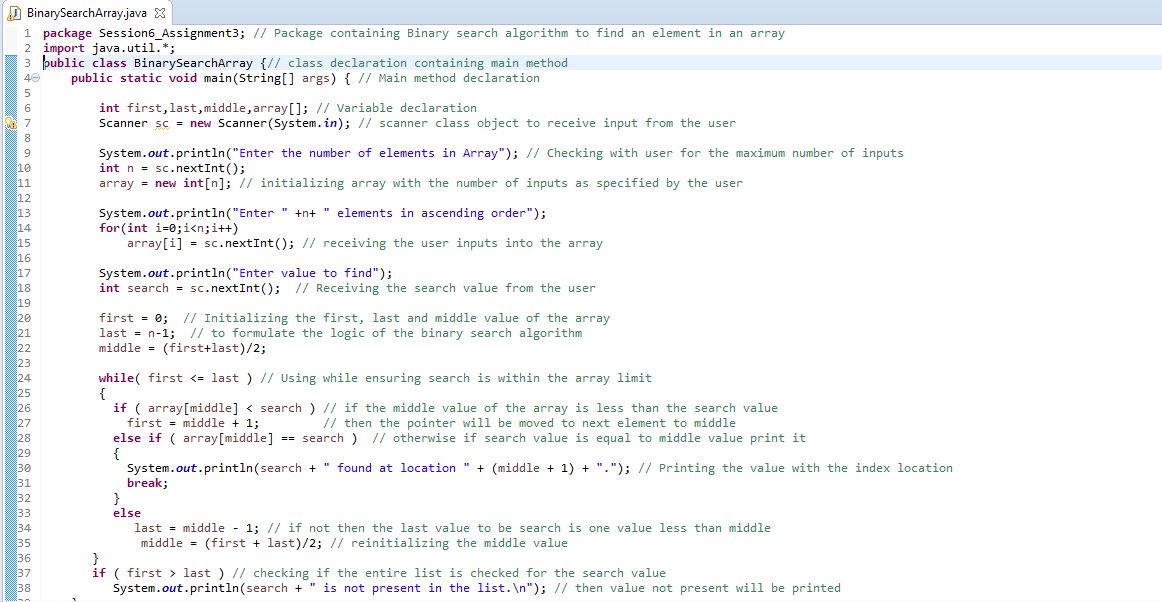 BinarySearchArray.java
1 package Session6_Assignment3; // Package containing Binary search algorithm to find an element in an array
2 import java.util.*;
3 public class BinarySearchArray {// class declaration containing main method
4 public static void main(String[] args) { // Main method declaration
5
6 int first,last,middle,array[]; // Variable declaration
7 Scanner sc = new Scanner(System.in); // scanner class object to receive input from the user
8
9 System.out.println("Enter the number of elements in Array"); // Checking with user for the maximum number of inputs
10 int n = sc.nextInt();
11 array = new int[n]; // initializing array with the number of inputs as specified by the user
12
13 System.out.println("Enter " +n+ " elements in ascending order");
14 for(int i=0;i<n;i++)
15 array[i] = sc.nextInt(); // receiving the user inputs into the array
16
17 System.out.println("Enter value to find");
18 int search = sc.nextInt();  // Receiving the search value from the user
19
20 first = 0;  // Initializing the first, last and middle value of the array
21 last = n-1;  // to formulate the logic of the binary search algorithm
22 middle = (first+last)/2;
23
24 while( first <= last ) // Using while ensuring search is within the array limit
25 {
26 if ( array[middle] < search ) // if the middle value of the array is less than the search value
27 first = middle + 1;         // then the pointer will be moved to next element to middle
28 else if ( array[middle] == search )  // otherwise if search value is equal to middle value print it
29 {
30 System.out.println(search + " found at location " + (middle + 1) + "."); // Printing the value with the index location
31 break;
32 }
33 else
34 last = middle - 1; // if not then the last value to be search is one value less than middle
35 middle = (first + last)/2; // reinitializing the middle value
36 }
37 if ( first > last ) // checking if the entire list is checked for the search value
38 System.out.println(search + " is not present in the list.\n"); // then value not present will be printed